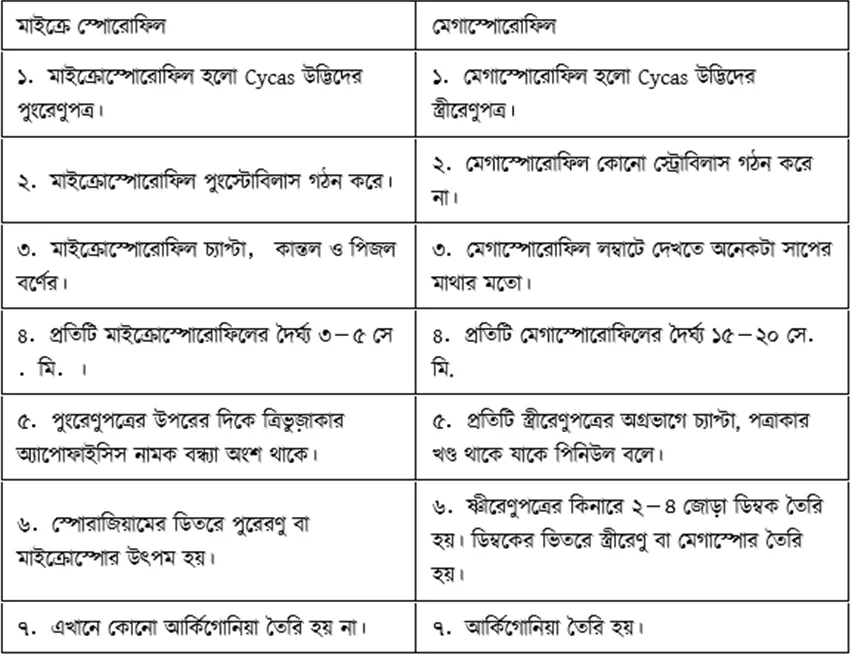 মাইক্রে স্পোরোফিল
মেগাস্পোরোফিল
১. মাইক্রোস্পোরোফিল হলো Cycas উদ্ভিদের
পুংরেণুপত্র।
১. মেগাস্পোরোফিল হলো Cycas উদ্ভিদের
স্ত্রীরেণুপত্র।
২. মাইক্রোস্পোরোফিল পুংস্টোবিলাস গঠন করে।
২. মেগাস্পোরোফিল কোনো স্ট্রোবিলাস গঠন করে
না।
৩. মাইক্রোস্পোরোফিল চ্যাপ্টা, কান্তল ও পিজল
বর্ণের।
৩. মেগাস্পোরোফিল লম্বাটে দেখতে অনেকটা সাপের
মাথার মতো।
৪. প্রতিটি মাইক্রোস্পোরোফিলের দৈর্ঘ্য ৩–৫ সে
. মি. ।
৪. প্রতিটি মেগাস্পোরোফিলের দৈর্ঘ্য ১৫–২০ সে.
মি.
৫. পুংরেণুপত্রের উপরের দিকে ত্রিভুজাকার
অ্যাপোফাইসিস নামক বন্ধ্যা অংশ থাকে।
৫. প্রতিটি স্ত্রীরেণুপত্রের অগ্রভাগে চ্যাপ্টা, পত্রাকার
খণ্ড থাকে যাকে পিনিউল বলে।
৬. স্পোরাজিয়ামের ডিতরে পুরেরণু বা
মাইক্রোস্পোর উৎপম হয়।
৬. ষ্ণীরেণুপত্রের কিনারে ২–৪ জোড়া ডিম্বক তৈরি
হয়। ডিম্বকের ভিতরে স্ত্রীরেণু বা মেগাস্পোর তৈরি
হয়।
৭. এখানে কোনো আর্কিগোনিয়া তৈরি হয় না।
৭. আর্কিগোনিয়া তৈরি হয়।